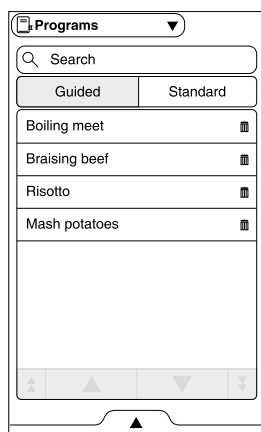 Programs
Search
Guided Standard
Boiling meet
Braising beef
Risotto
Mash potatoes